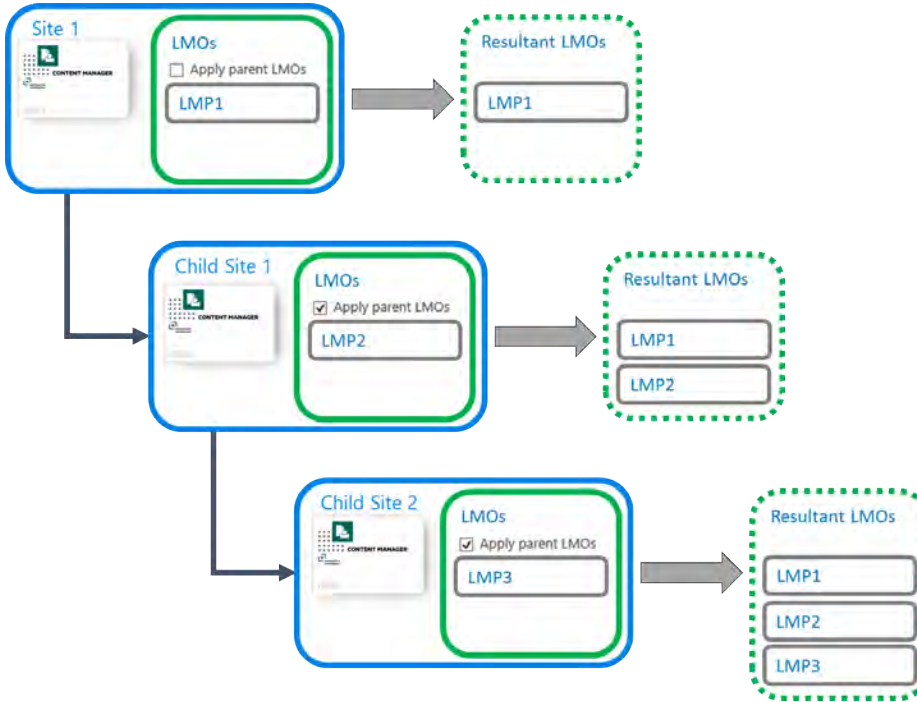 Site 1
CONTENT MANAGER
LMOs
Apply parent LMOs
LMP1
Resultant LMOs
LMP1
Child Site 1
CONTENT MANAGER
LMOs
Apply parent LMOs
LMP2
Resultant LMOs
LMP1
LMP2
Child Site 2
CONTENT MANAGER
LMOs
Apply parent LMOs
LMP3
Resultant LMOs
LMP1
LMP2
LMP3